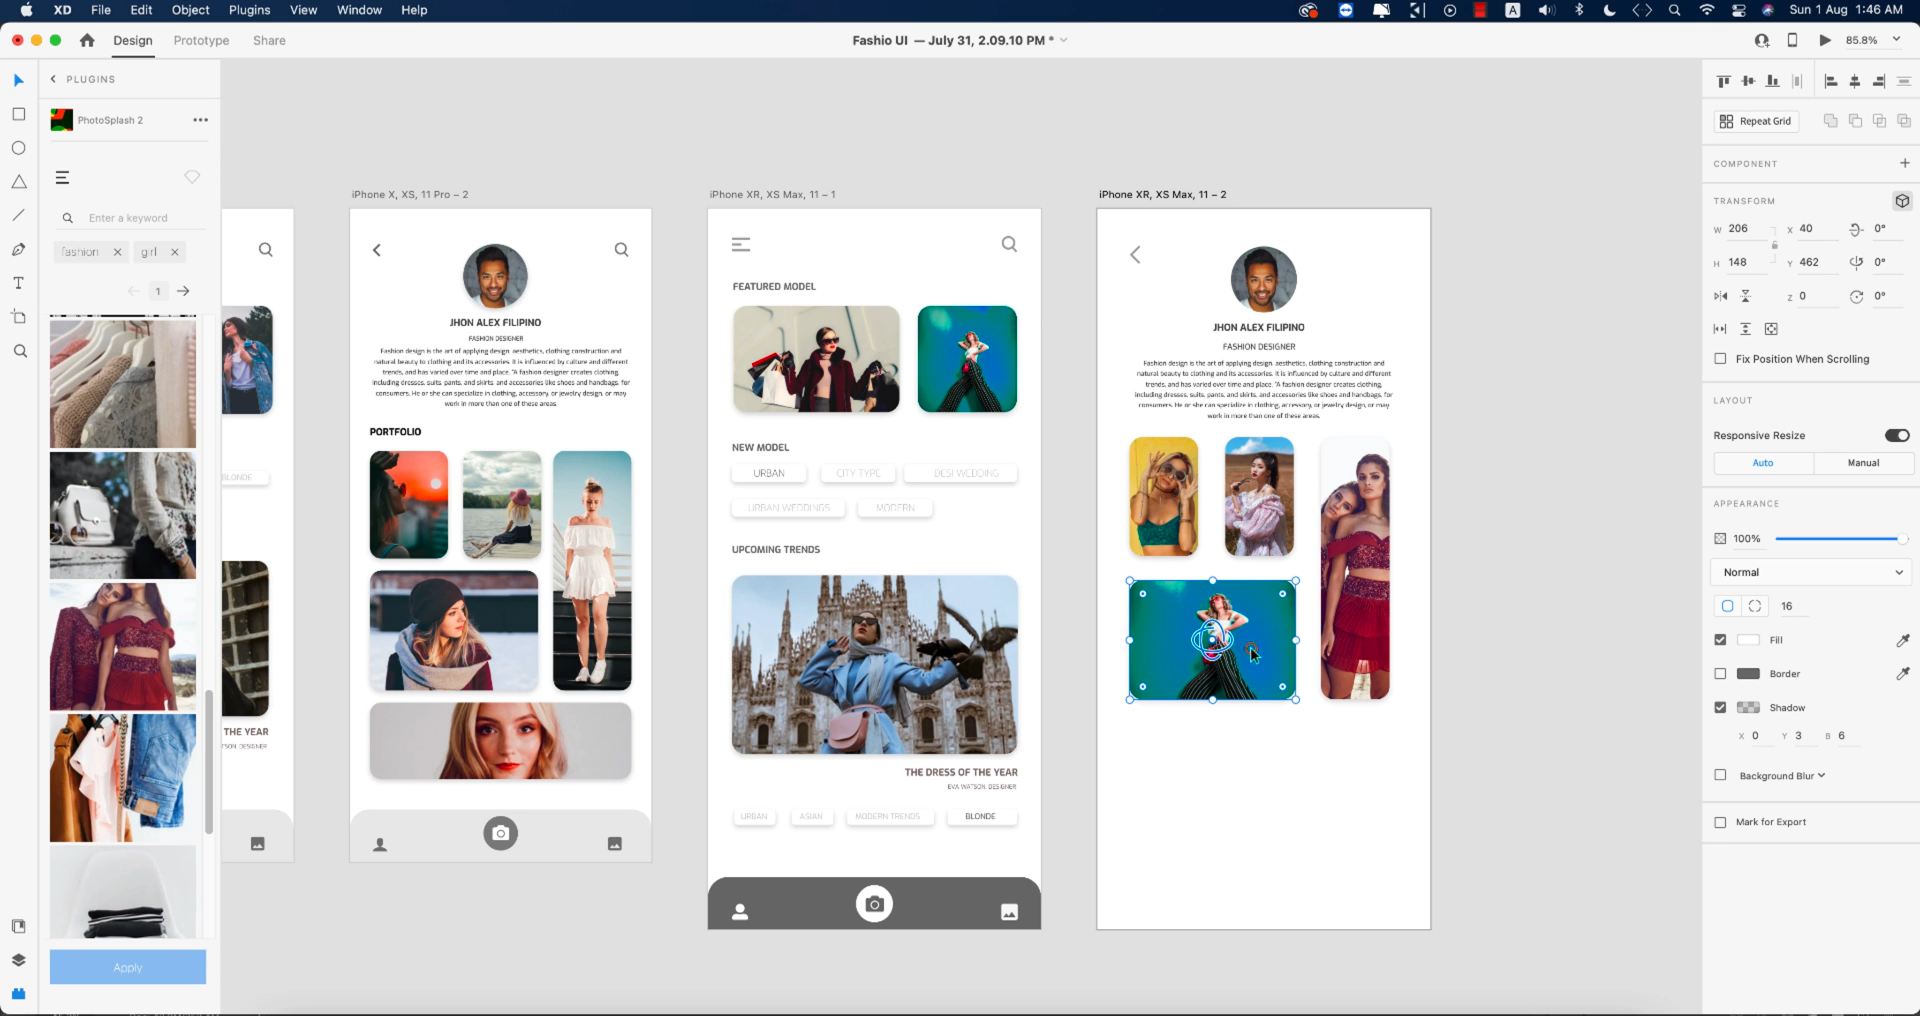 XD File Edit Object Plugins View Window Help
A
Sun 1 Aug 1:46 AM
Design Prototype Share
Fashio UI — July 31, 2.09.10 PM *
85.8%
PLUGINS
PhotoSplash 2
Enter a keyword
fashion girl
1
Apply
BLONDE
THE YEAR
TSON. DESIGNER
iPhone X, XS, 11 Pro – 2
JHON ALEX FILIPINO
FASHION DESIGNER
Fashion design is the art of applying design, aesthetics, clothing construction and
natural beauty to clothing and its accessories. It is influenced by culture and different
trends, and has varied over time and place. "A fashion designer creates clothing,
including dresses, suits, pants, and skirts, and accessories like shoes and handbags, for
consumers. He or she can specialize in clothing, accessory, or jewelry design, or may
work in more than one of these areas.
PORTFOLIO
iPhone XR, XS Max, 11 – 1
FEATURED MODEL
NEW MODEL
URBAN CITY TYPE DESI WEDDING
URBAN WEDDINGS MODERN
UPCOMING TRENDS
THE DRESS OF THE YEAR
EVA WATSON. DESIGNER
URBAN ASIAN MODERN TRENDS BLONDE
iPhone XR, XS Max, 11 – 2
JHON ALEX FILIPINO
FASHION DESIGNER
Fashion design is the art of applying design, aesthetics, clothing construction and
natural beauty to clothing and its accessories. It is influenced by culture and different
trends, and has varied over time and place. "A fashion designer creates clothing,
including dresses, suits, pants, and skirts, and accessories like shoes and handbags, for
consumers. He or she can specialize in clothing, accessory, or jewelry design, or may
work in more than one of these areas.
Repeat Grid
COMPONENT
TRANSFORM
W 206 X 40 0°
H 148 Y 462 0°
Z 0 0°
Fix Position When Scrolling
LAYOUT
Responsive Resize
Auto Manual
APPEARANCE
100%
Normal
16
Fill
Border
Shadow
X 0 Y 3 B 6
Background Blur
Mark for Export